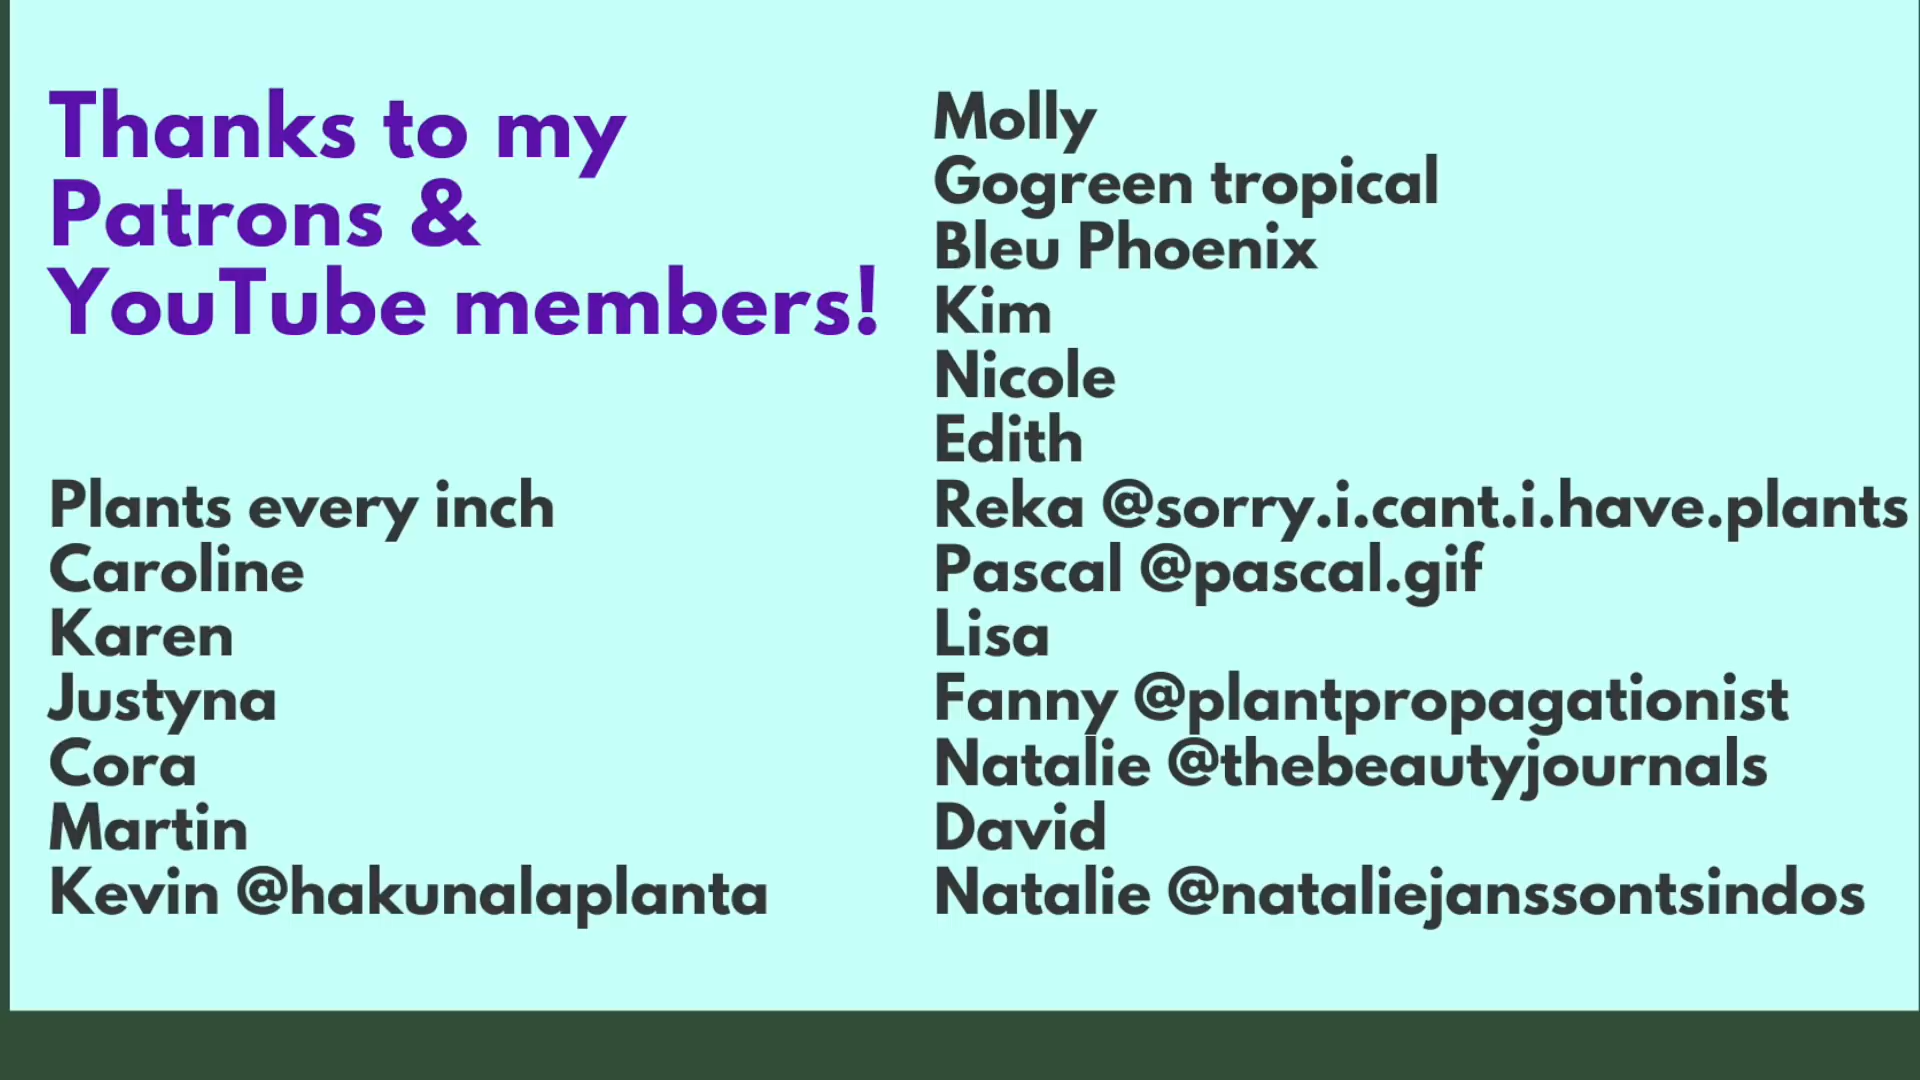 Thanks to my
Patrons &
YouTube members!
Plants every inch
Caroline
Karen
Justyna
Cora
Martin
Kevin @hakunalaplanta
Molly
Gogreen tropical
Bleu Phoenix
Kim
Nicole
Edith
Reka @sorry.i.cant.i.have.plants
Pascal @pascal.gif
Lisa
Fanny @plantpropagationist
Natalie @thebeautyjournals
David
Natalie @nataliejanssontsindos